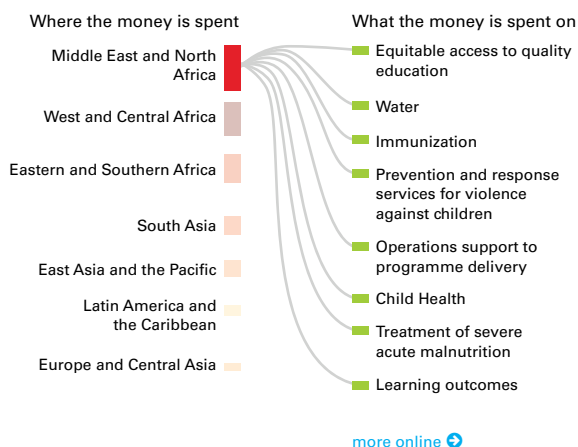 Where the money is spent
Middle East and North
Africa
West and Central Africa
Eastern and Southern Africa
South Asia
East Asia and the Pacific
Latin America and
the Caribbean
Europe and Central Asia
What the money is spent on
Equitable access to quality
education
Water
Immunization
Prevention and response
services for violence
against children
Operations support to
programme delivery
Child Health
Treatment of severe
acute malnutrition
Learning outcomes
more online